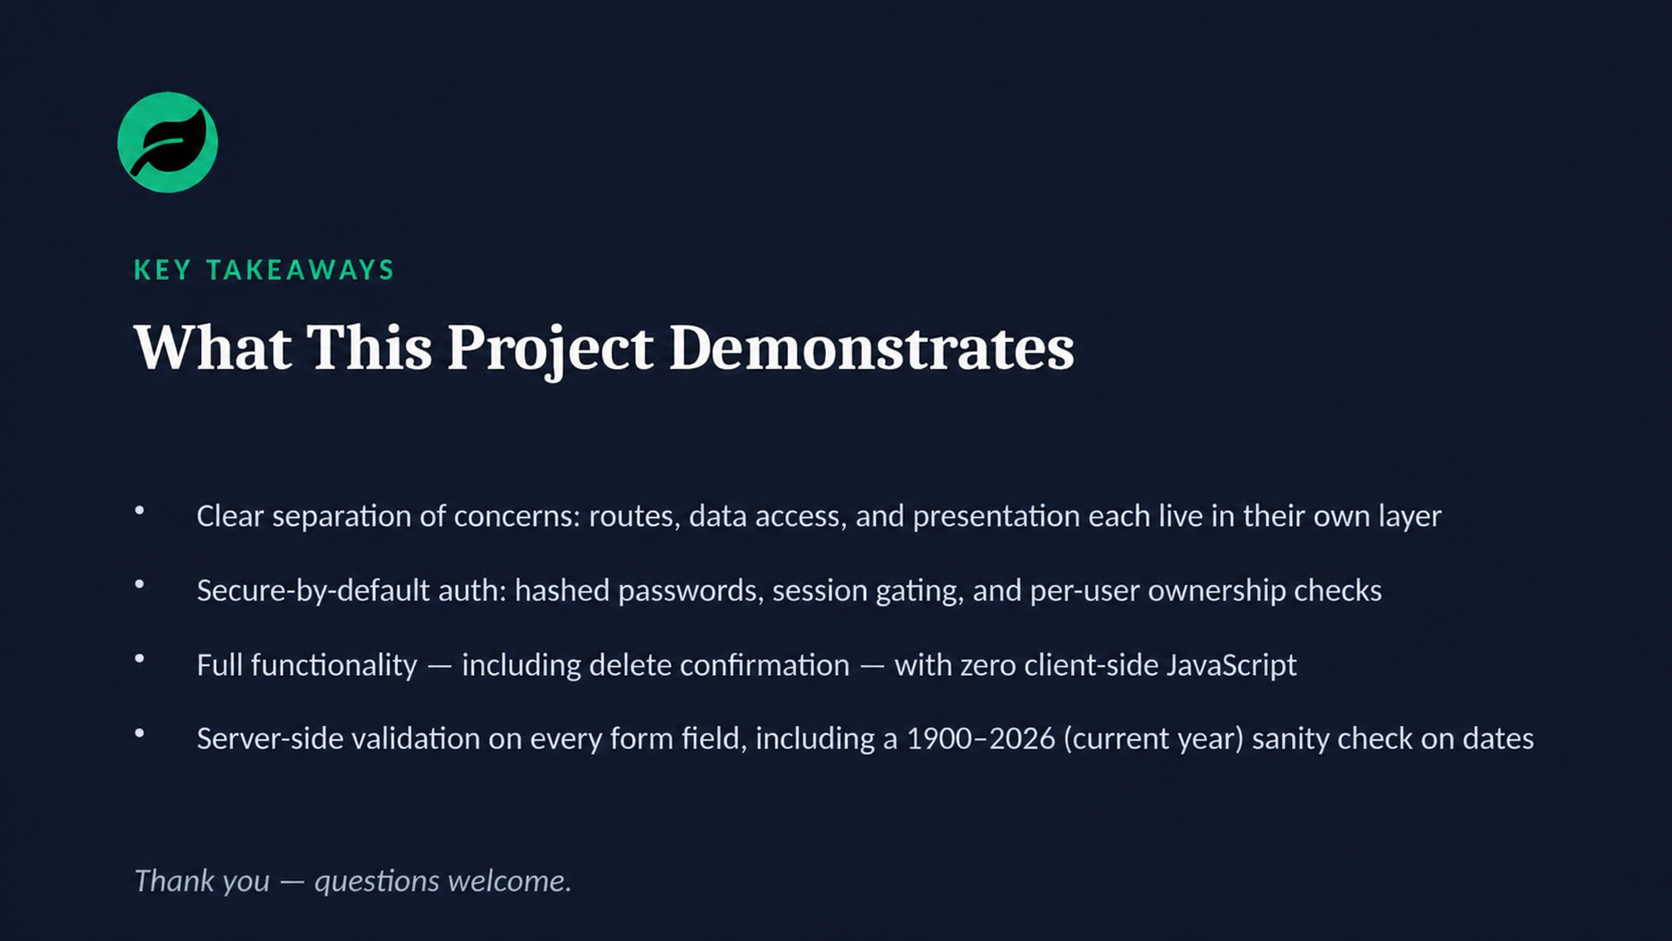 KEY TAKEAWAYS
What This Project Demonstrates
• Clear separation of concerns: routes, data access, and presentation each live in their own layer
• Secure-by-default auth: hashed passwords, session gating, and per-user ownership checks
• Full functionality — including delete confirmation — with zero client-side JavaScript
• Server-side validation on every form field, including a 1900–2026 (current year) sanity check on dates
Thank you — questions welcome.